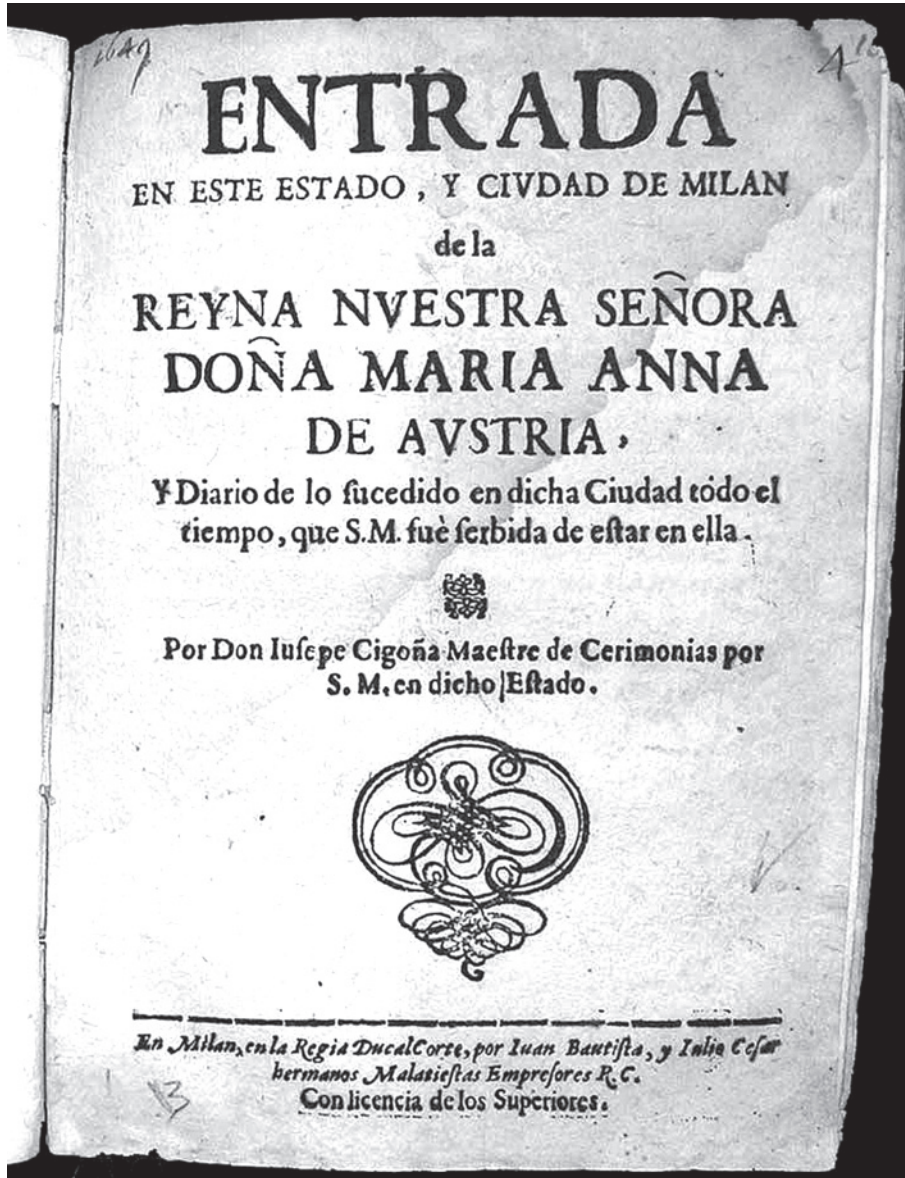 1649
ENTRADA
EN ESTE ESTADO, Y CIVDAD DE MILAN
de la
REYNA NVESTRA SEÑORA
DOÑA MARIA ANNA
DE AVSTRIA,
Y Diario de lo ſucedido en dicha Ciudad tódo el
tiempo, que S.M. fuè ſerbida de eſtar en ella.
Por Don Iuſepe Cigoña Maeſtre de Cerimonias por
S. M. en dicho Eſtado.
En Milan, en la Regia Ducal Corte, por Iuan Bautiſta, y Iulio Ceſar
hermanos Malatieſtas Empreſores R. C.
Con licencia de los Superiores.